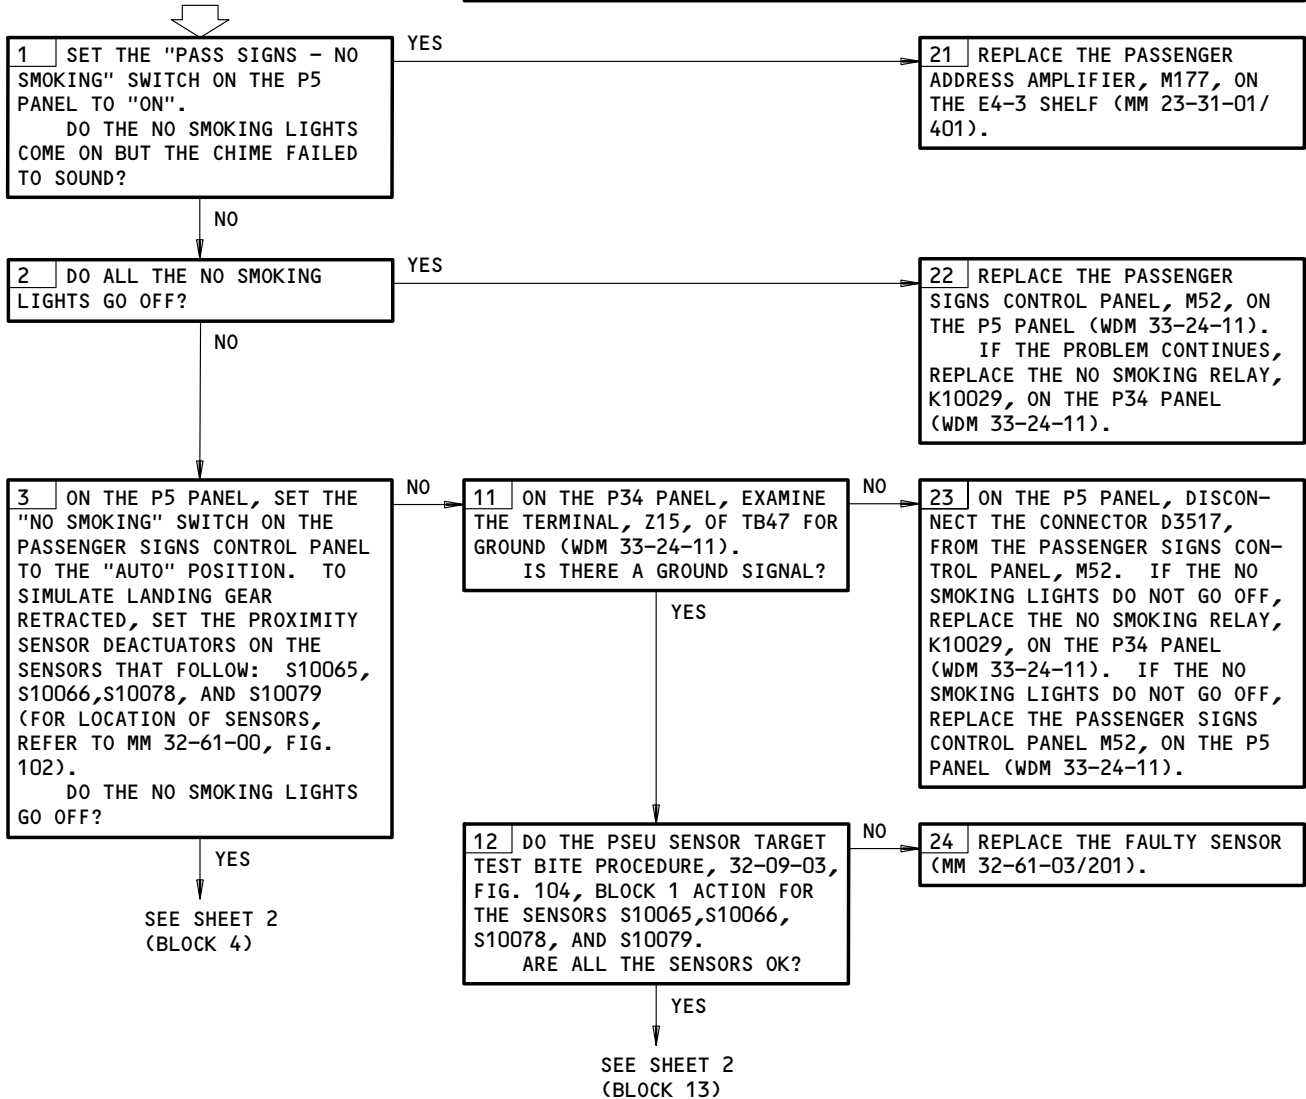 1 SET THE "PASS SIGNS – NO
SMOKING" SWITCH ON THE P5
PANEL TO "ON".
DO THE NO SMOKING LIGHTS
COME ON BUT THE CHIME FAILED
TO SOUND?
YES
21 REPLACE THE PASSENGER
ADDRESS AMPLIFIER, M177, ON
THE E4-3 SHELF (MM 23-31-01/
401).
NO
2 DO ALL THE NO SMOKING
LIGHTS GO OFF?
YES
22 REPLACE THE PASSENGER
SIGNS CONTROL PANEL, M52, ON
THE P5 PANEL (WDM 33-24-11).
IF THE PROBLEM CONTINUES,
REPLACE THE NO SMOKING RELAY,
K10029, ON THE P34 PANEL
(WDM 33-24-11).
NO
3 ON THE P5 PANEL, SET THE
"NO SMOKING" SWITCH ON THE
PASSENGER SIGNS CONTROL PANEL
TO THE "AUTO" POSITION. TO
SIMULATE LANDING GEAR
RETRACTED, SET THE PROXIMITY
SENSOR DEACTUATORS ON THE
SENSORS THAT FOLLOW: S10065,
S10066,S10078, AND S10079
(FOR LOCATION OF SENSORS,
REFER TO MM 32-61-00, FIG.
102).
DO THE NO SMOKING LIGHTS
GO OFF?
NO
11 ON THE P34 PANEL, EXAMINE
THE TERMINAL, Z15, OF TB47 FOR
GROUND (WDM 33-24-11).
IS THERE A GROUND SIGNAL?
NO
23 ON THE P5 PANEL, DISCON-
NECT THE CONNECTOR D3517,
FROM THE PASSENGER SIGNS CON-
TROL PANEL, M52. IF THE NO
SMOKING LIGHTS DO NOT GO OFF,
REPLACE THE NO SMOKING RELAY,
K10029, ON THE P34 PANEL
(WDM 33-24-11). IF THE NO
SMOKING LIGHTS DO NOT GO OFF,
REPLACE THE PASSENGER SIGNS
CONTROL PANEL M52, ON THE P5
PANEL (WDM 33-24-11).
YES
12 DO THE PSEU SENSOR TARGET
TEST BITE PROCEDURE, 32-09-03,
FIG. 104, BLOCK 1 ACTION FOR
THE SENSORS S10065,S10066,
S10078, AND S10079.
ARE ALL THE SENSORS OK?
NO
24 REPLACE THE FAULTY SENSOR
(MM 32-61-03/201).
YES
SEE SHEET 2
(BLOCK 4)
YES
SEE SHEET 2
(BLOCK 13)